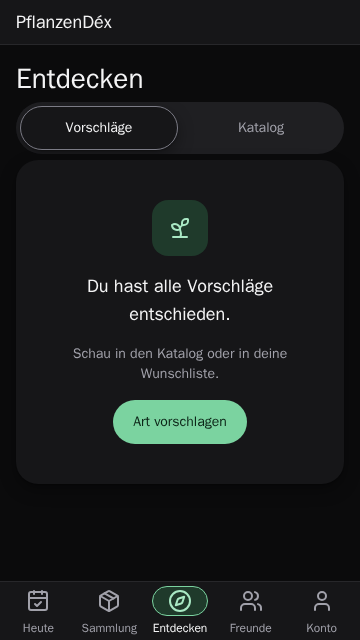 PflanzenDéx
Entdecken
Vorschläge
Katalog
Du hast alle Vorschläge
entschieden.
Schau in den Katalog oder in deine
Wunschliste.
Art vorschlagen
Heute
Sammlung
Entdecken
Freunde
Konto